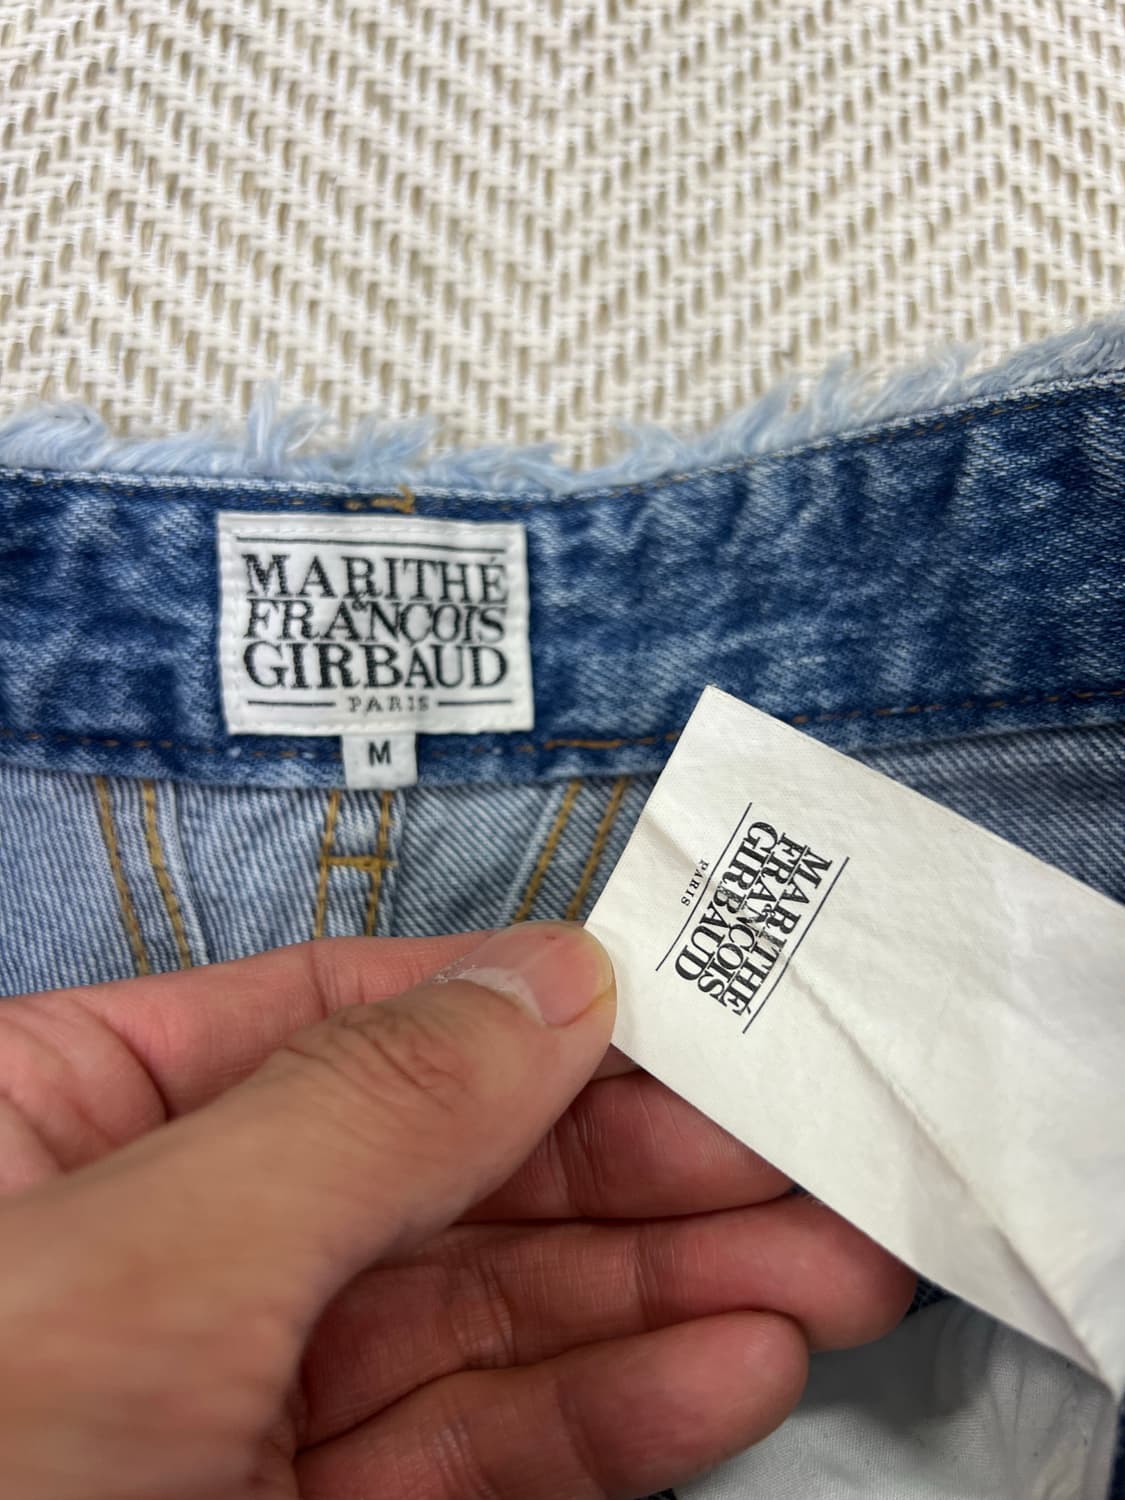 MARITHÉ
&
FRANÇOIS
GIRBAUD
PARIS
M
MARITHÉ
&
FRANÇOIS
GIRBAUD
PARIS